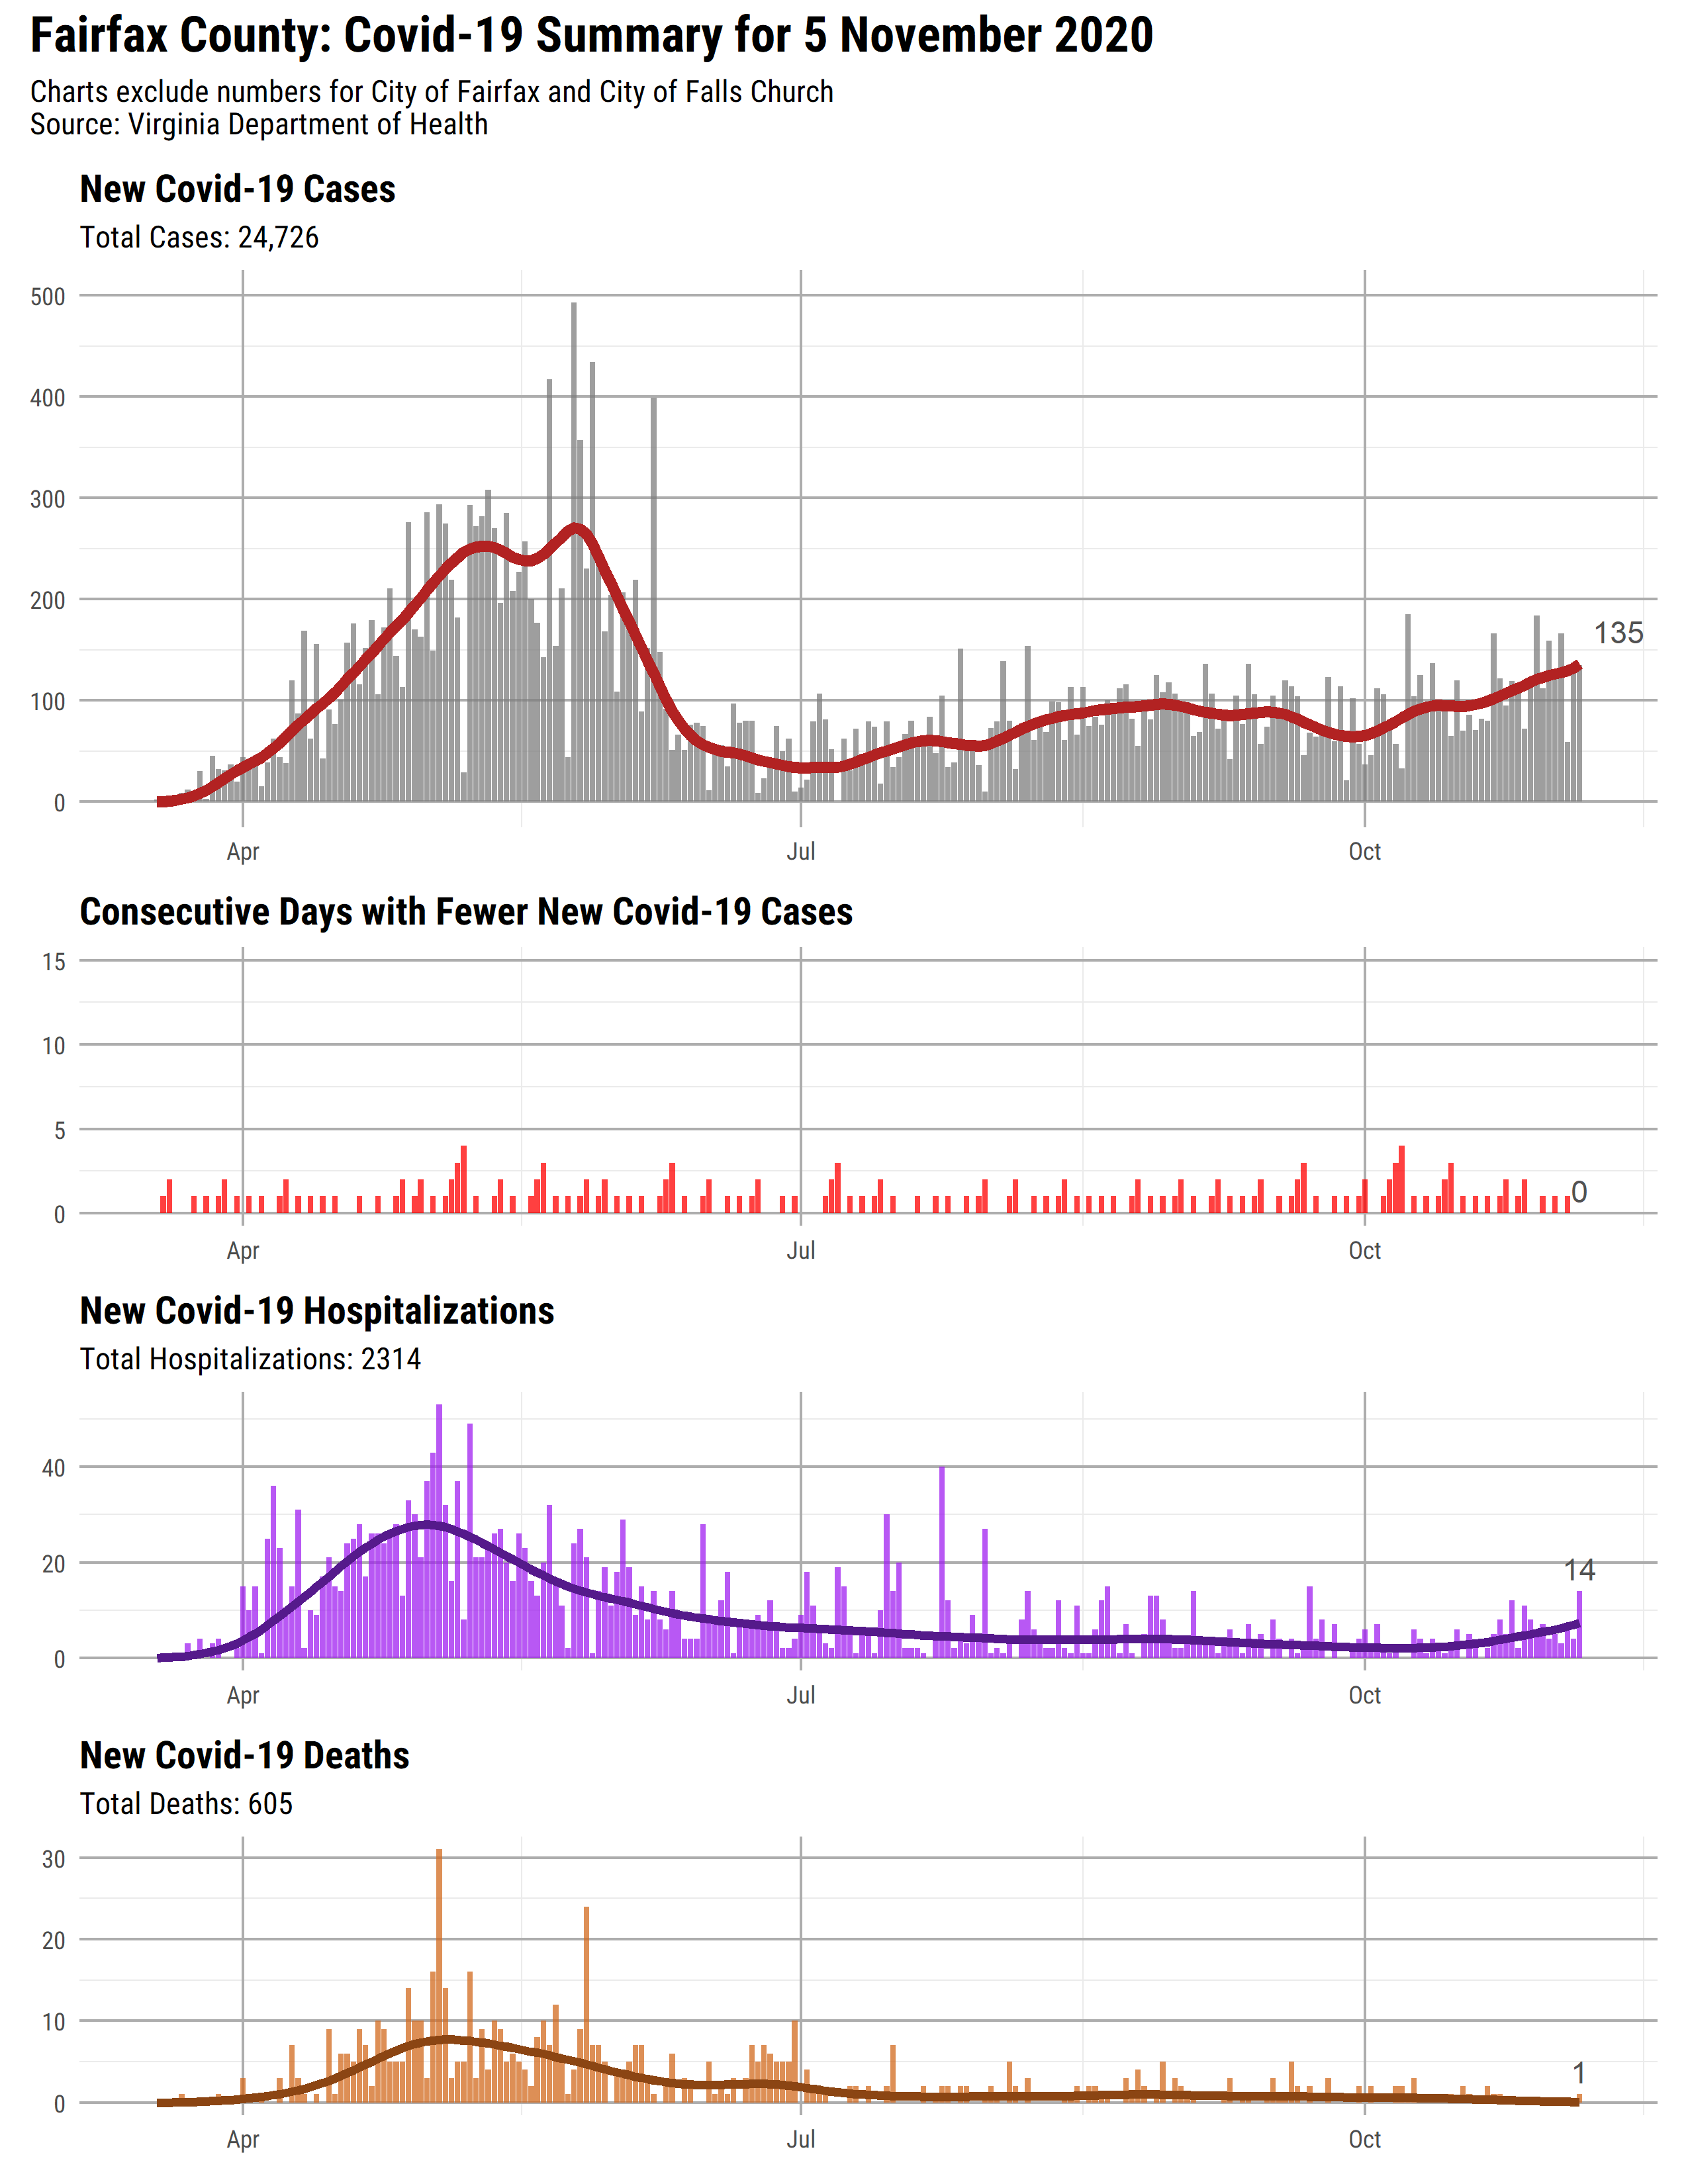 Fairfax County: Covid-19 Summary for 5 November 2020
Charts exclude numbers for City of Fairfax and City of Falls Church
Source: Virginia Department of Health
New Covid-19 Cases
Total Cases: 24,726
500
400
300
200
100
0
135
Apr Jul Oct
Consecutive Days with Fewer New Covid-19 Cases
15
10
5
0
0
Apr Jul Oct
New Covid-19 Hospitalizations
Total Hospitalizations: 2314
40
20
0
14
Apr Jul Oct
New Covid-19 Deaths
Total Deaths: 605
30
20
10
0
1
Apr Jul Oct